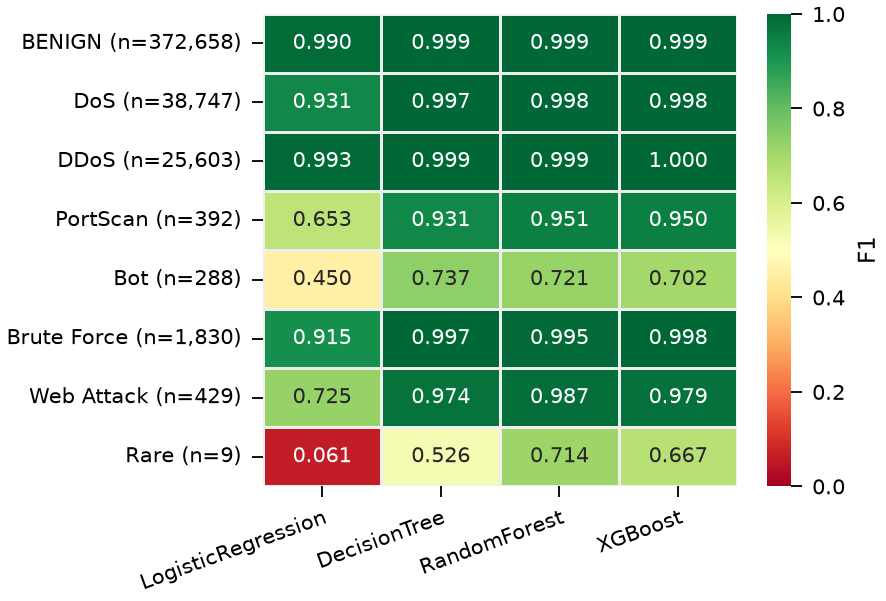 BENIGN (n=372,658) 0.990 0.999 0.999 0.999
DoS (n=38,747) 0.931 0.997 0.998 0.998
DDoS (n=25,603) 0.993 0.999 0.999 1.000
PortScan (n=392) 0.653 0.931 0.951 0.950
Bot (n=288) 0.450 0.737 0.721 0.702
Brute Force (n=1,830) 0.915 0.997 0.995 0.998
Web Attack (n=429) 0.725 0.974 0.987 0.979
Rare (n=9) 0.061 0.526 0.714 0.667
LogisticRegression DecisionTree RandomForest XGBoost
1.0
0.8
0.6
0.4
0.2
0.0
F1